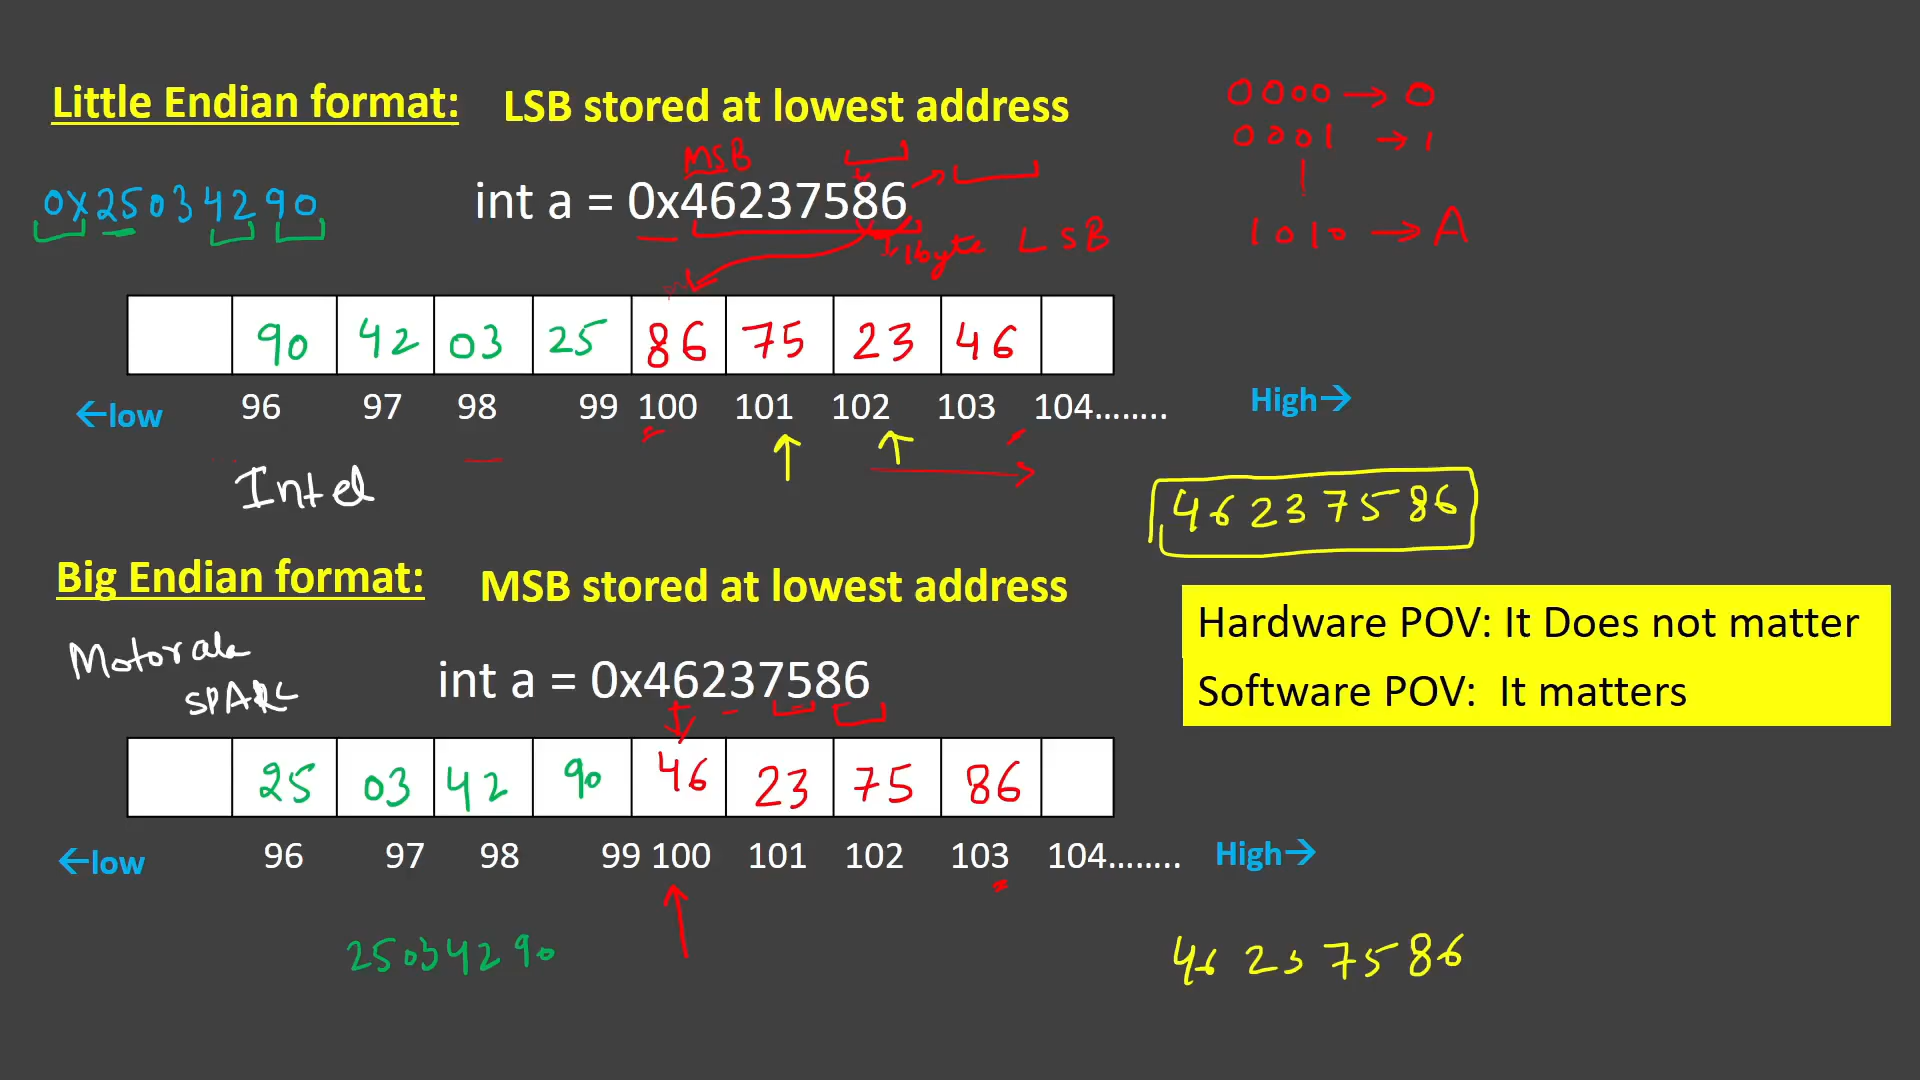 Little Endian format: LSB stored at lowest address
0000 → 0
0001 → 1
1010 → A
MSB
0x25034290
int a = 0x46237586
1byte LSB
90 42 03 25 86 75 23 46
←low 96 97 98 99 100 101 102 103 104........ High→
Intel
46237586
Big Endian format: MSB stored at lowest address
Motorala
SPARC
int a = 0x46237586
Hardware POV: It Does not matter
Software POV: It matters
25 03 42 90 46 23 75 86
←low 96 97 98 99 100 101 102 103 104........ High→
25034290
46 23 75 86